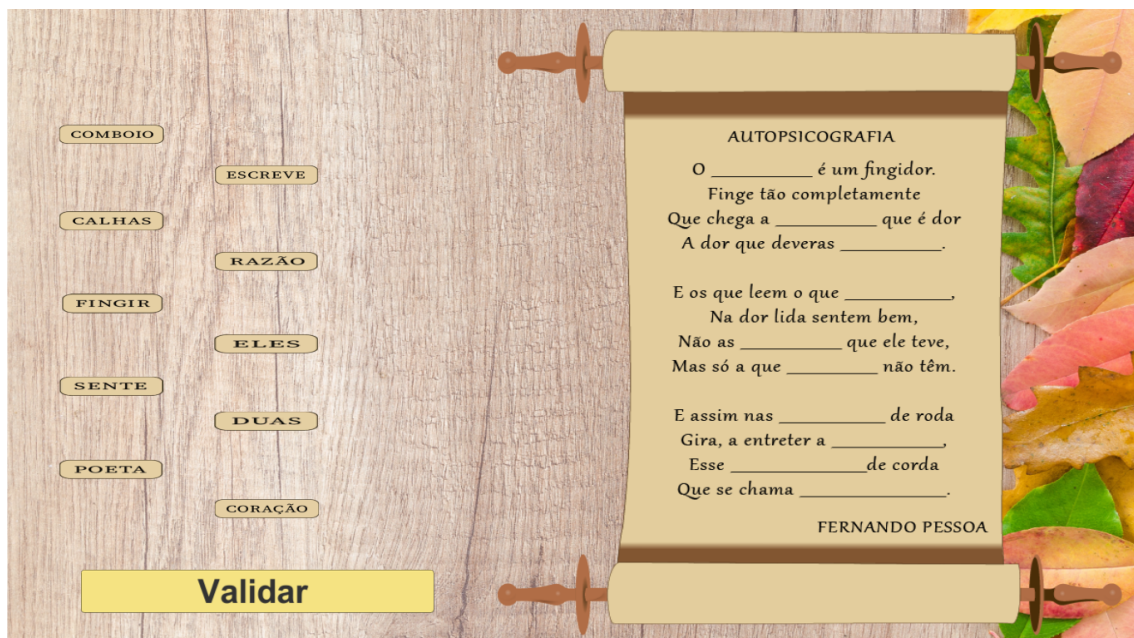 COMBOIO
ESCREVE
CALHAS
RAZÃO
FINGIR
ELES
SENTE
DUAS
POETA
CORAÇÃO
Validar
AUTOPSICOGRAFIA
O __________ é um fingidor.
Finge tão completamente
Que chega a __________ que é dor
A dor que deveras __________.
E os que leem o que __________,
Na dor lida sentem bem,
Não as __________ que ele teve,
Mas só a que _________ não têm.
E assim nas __________ de roda
Gira, a entreter a ___________,
Esse _____________de corda
Que se chama ______________.
FERNANDO PESSOA